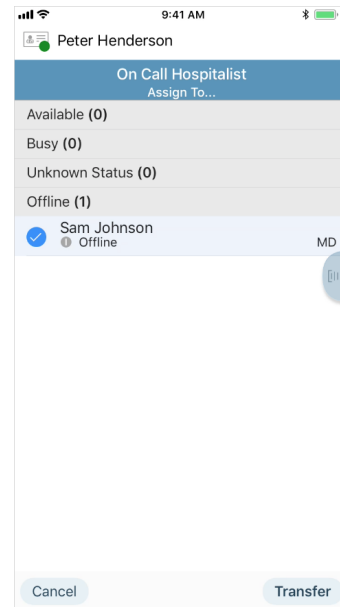 9:41 AM
Peter Henderson
On Call Hospitalist
Assign To...
Available (0)
Busy (0)
Unknown Status (0)
Offline (1)
Sam Johnson
Offline
MD
Cancel
Transfer